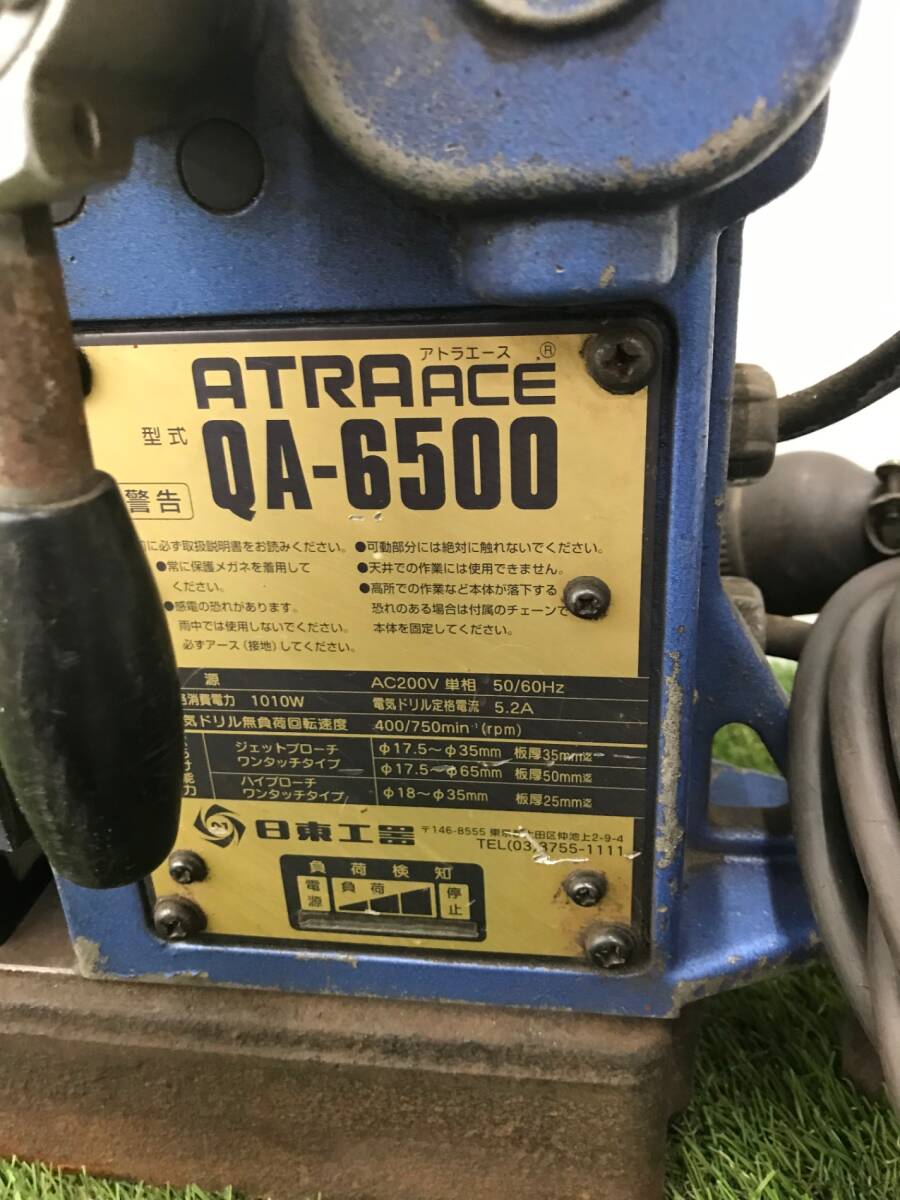 アトラエース
ATRA ACE ®
型式
QA-6500
警告
に必ず取扱説明書をお読みください。
●常に保護メガネを着用して
ください。
●感電の恐れがあります。
雨中では使用しないでください。
必ずアース(接地)してください。
●可動部分には絶対に触れないでください。
●天井での作業には使用できません。
●高所での作業など本体が落下する
恐れのある場合は付属のチェーンで
本体を固定してください。
源 AC200V 単相 50/60Hz
消費電力 1010W 電気ドリル定格電流 5.2A
気ドリル無負荷回転速度 400/750min⁻¹(rpm)
ジェットブローチ
ワンタッチタイプ
φ17.5〜φ35mm 板厚35mm迄
φ17.5〜φ65mm 板厚50mm迄
ハイブローチ
ワンタッチタイプ
φ18〜φ35mm 板厚25mm迄
能
力
日東工器
〒146-8555 東京 田区仲池上2-9-4
TEL(03)3755-1111
負荷検知
電源 負荷 停止